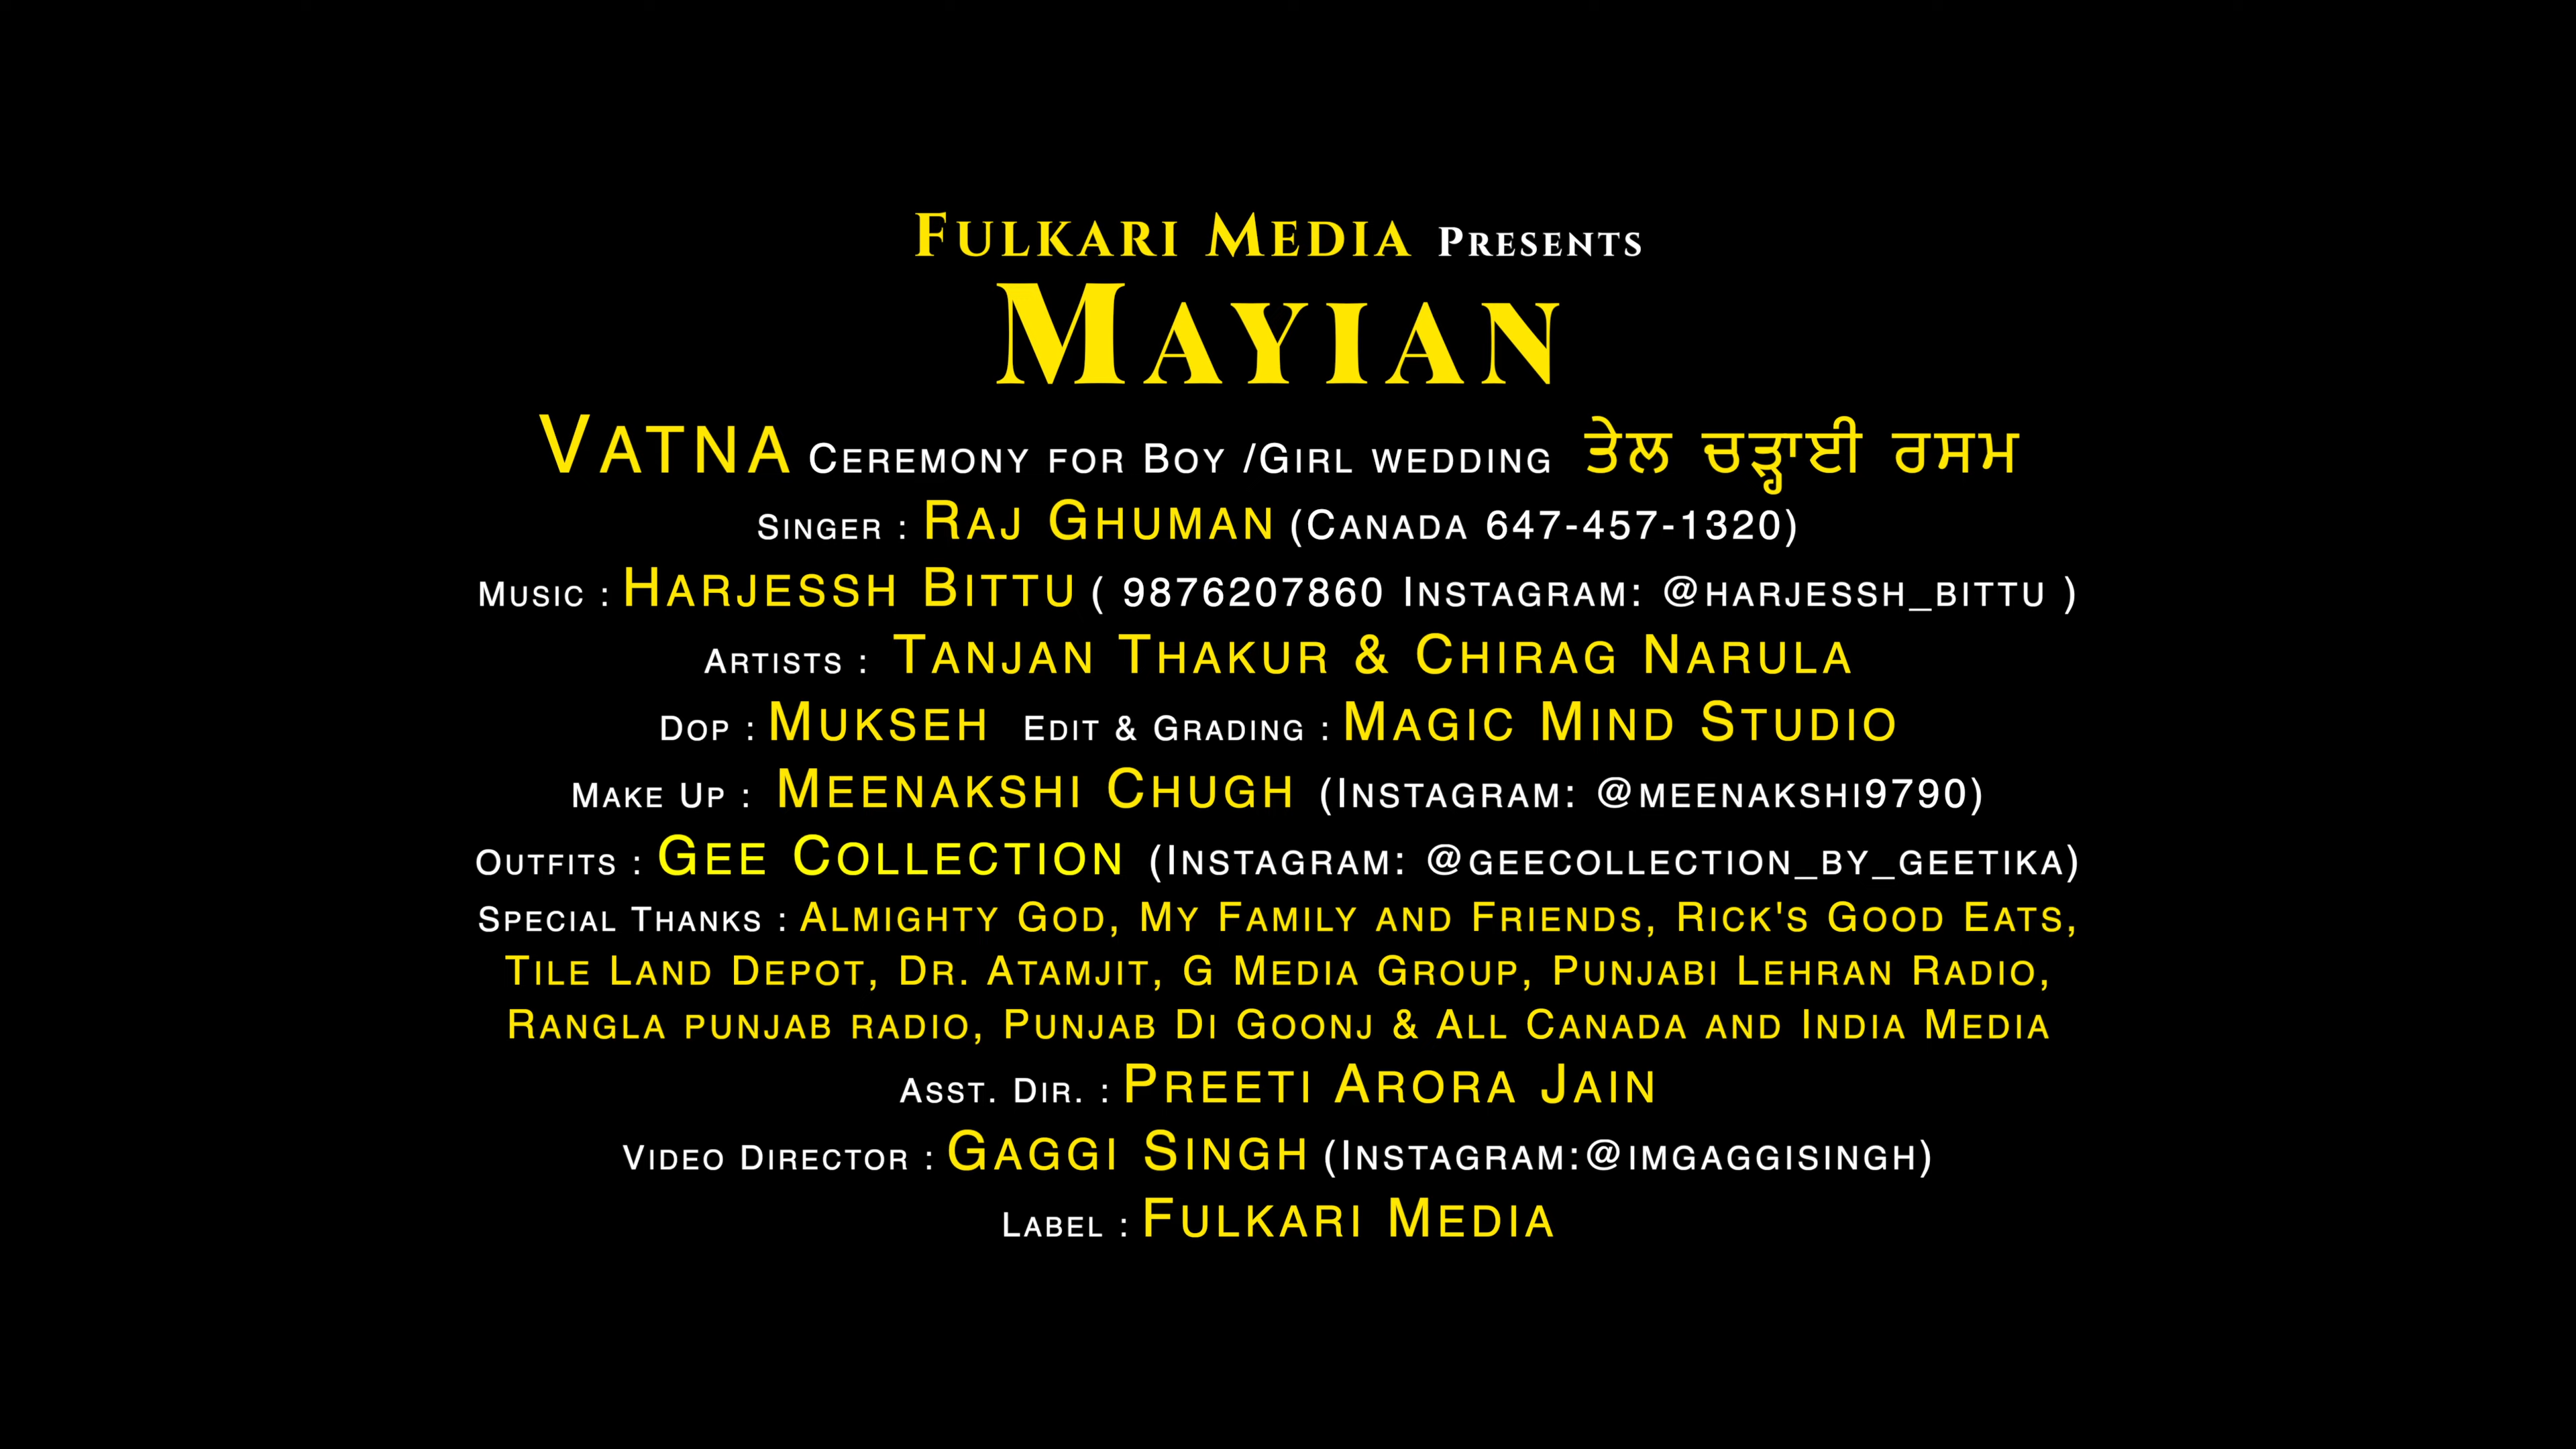 Fulkari Media Presents
Mayian
Vatna Ceremony for Boy /Girl wedding ਤੇਲ ਚੜ੍ਹਾਈ ਰਸਮ
Singer : Raj Ghuman (Canada 647-457-1320)
Music : Harjessh Bittu ( 9876207860 Instagram: @harjessh_bittu )
Artists : Tanjan Thakur & Chirag Narula
Dop : Mukseh Edit & Grading : Magic Mind Studio
Make Up : Meenakshi Chugh (Instagram: @meenakshi9790)
Outfits : Gee Collection (Instagram: @geecollection_by_geetika)
Special Thanks : Almighty God, My Family and Friends, Rick's Good Eats,
Tile Land Depot, Dr. Atamjit, G Media Group, Punjabi Lehran Radio,
Rangla punjab radio, Punjab Di Goonj & All Canada and India Media
Asst. Dir. : Preeti Arora Jain
Video Director : Gaggi Singh (Instagram:@imgaggisingh)
Label : Fulkari Media